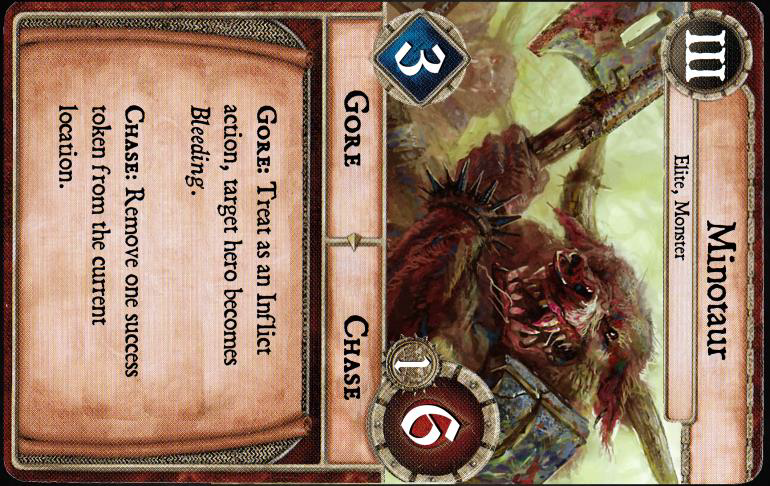 III
Minotaur
Elite, Monster
3
1
6
GORE
CHASE
GORE: Treat as an Inflict
action, target hero becomes
Bleeding.
CHASE: Remove one success
token from the current
location.